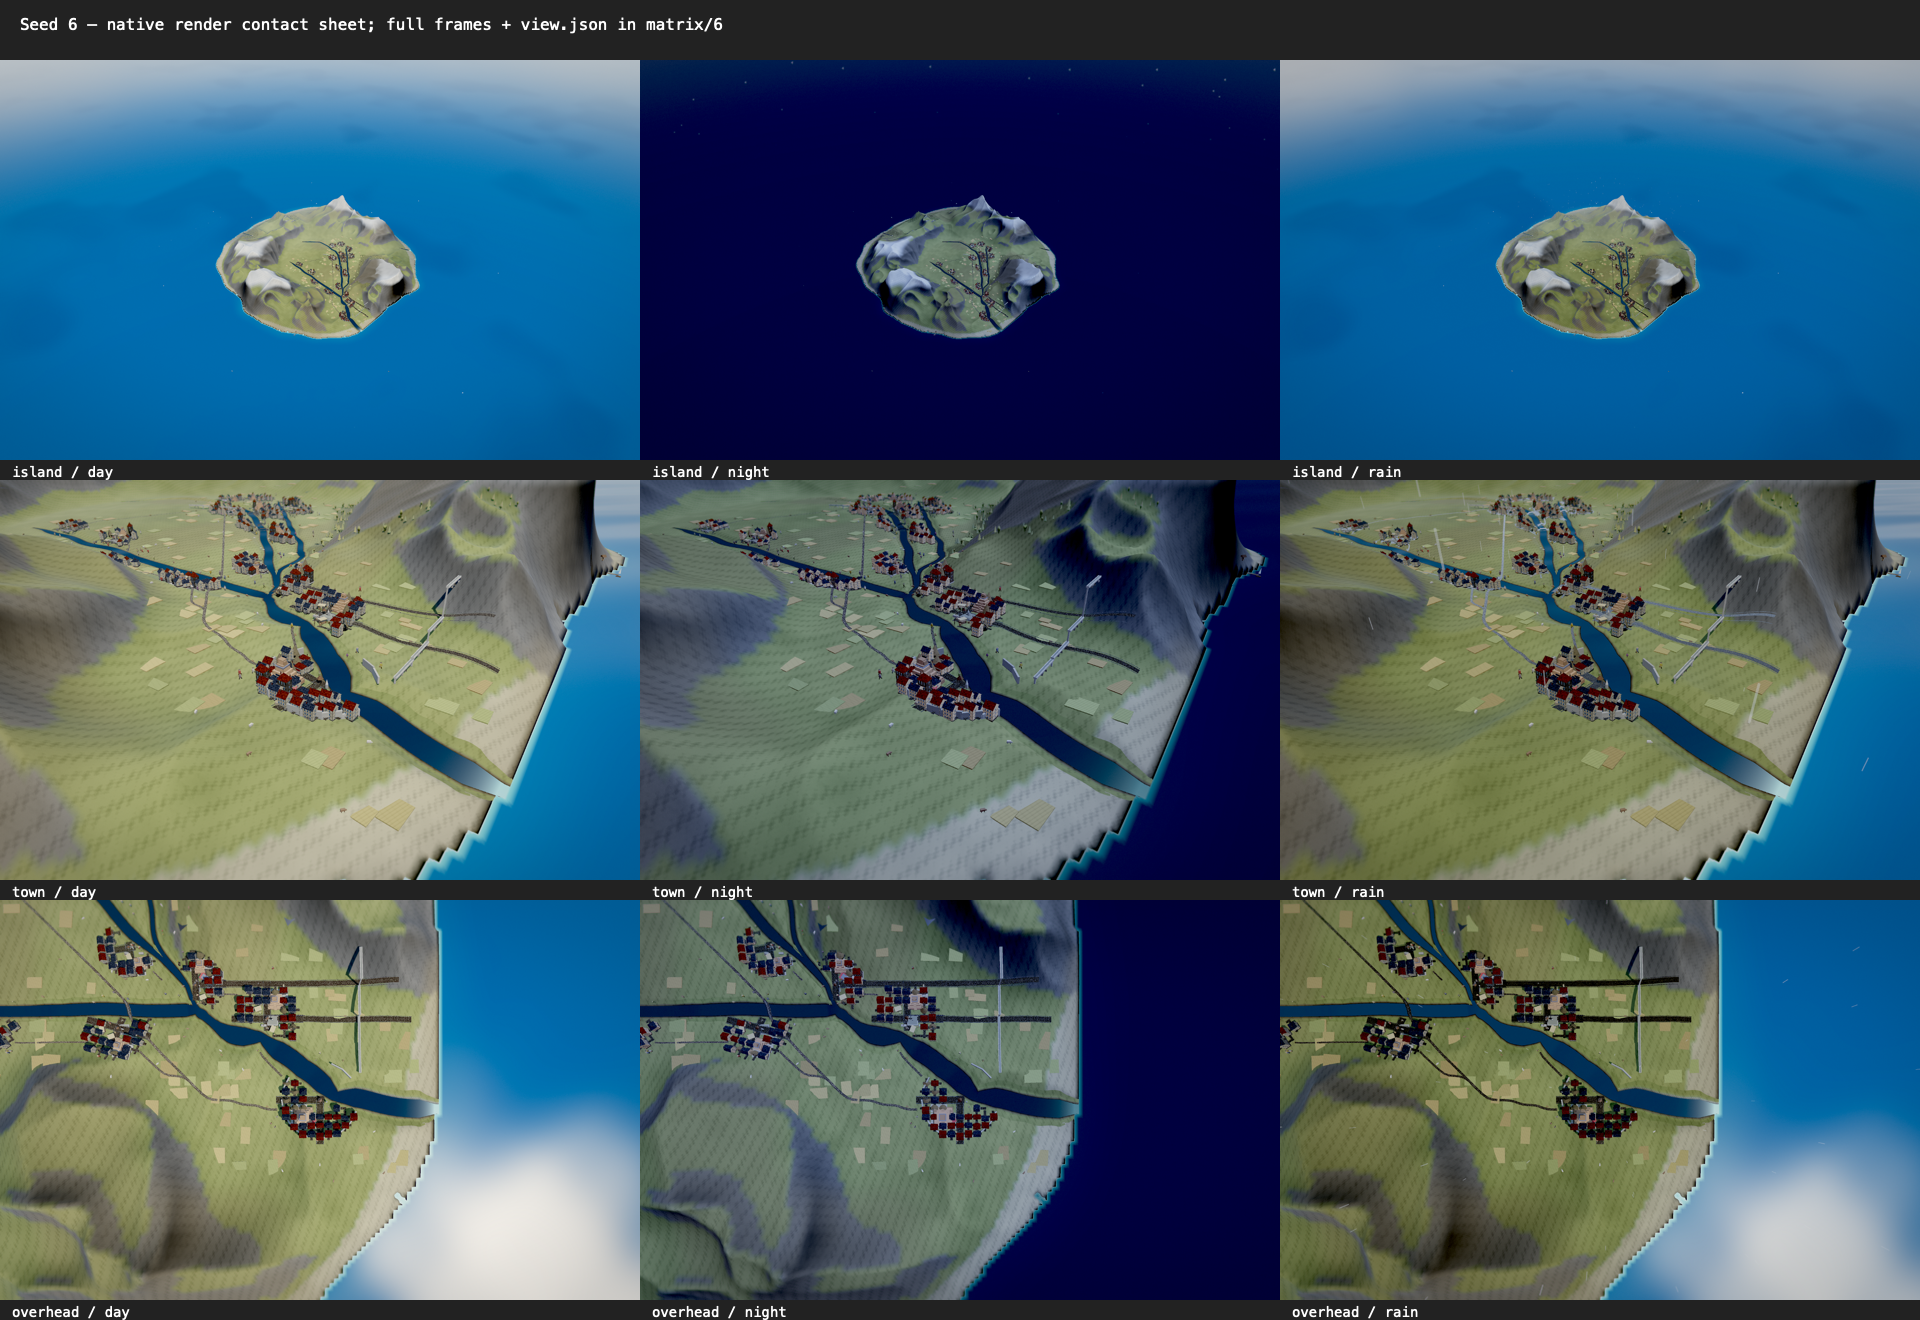 Seed 6 — native render contact sheet; full frames + view.json in matrix/6
island / day
island / night
island / rain
town / day
town / night
town / rain
overhead / day
overhead / night
overhead / rain